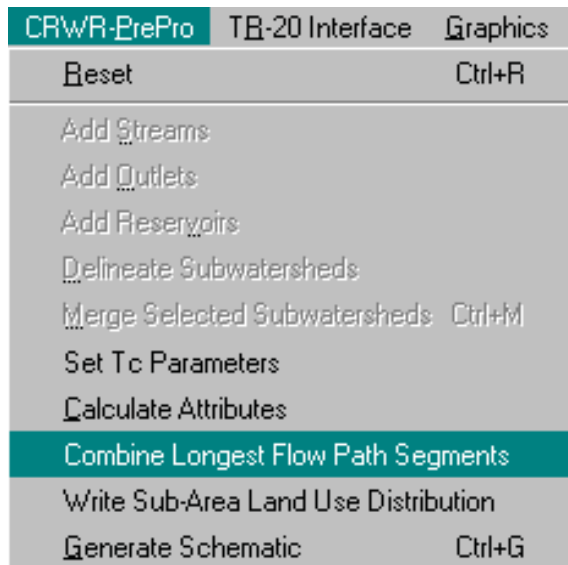 CRWR-PrePro TR-20 Interface Graphics
Reset Ctrl+R
Add Streams
Add Outlets
Add Reservoirs
Delineate Subwatersheds
Merge Selected Subwatersheds Ctrl+M
Set Tc Parameters
Calculate Attributes
Combine Longest Flow Path Segments
Write Sub-Area Land Use Distribution
Generate Schematic Ctrl+G